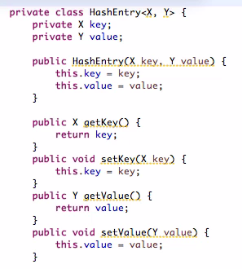 private class HashEntry<X, Y> {
private X key;
private Y value;
public HashEntry(X key, Y value) {
this.key = key;
this.value = value;
}
public X getKey() {
return key;
}
public void setKey(X key) {
this.key = key;
}
public Y getValue() {
return value;
}
public void setValue(Y value) {
this.value = value;
}